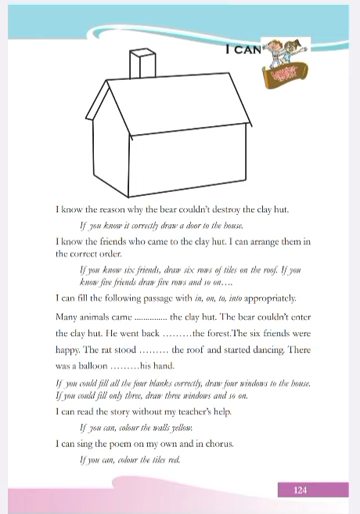 I CAN
I know the reason why the bear couldn't destroy the clay hut.
If you know it correctly draw a door to the house.
I know the friends who came to the clay hut. I can arrange them in
the correct order.
If you know six friends, draw six rows of tiles on the roof. If you
know five friends draw five rows and so on....
I can fill the following passage with in, on, to, into appropriately.
Many animals came ............... the clay hut. The bear couldn't enter
the clay hut. He went back .........the forest.The six friends were
happy. The rat stood ......... the roof and started dancing. There
was a balloon .........his hand.
If you could fill all the four blanks correctly, draw four windows to the house.
If you could fill only three, draw three windows and so on.
I can read the story without my teacher's help.
If you can, colour the walls yellow.
I can sing the poem on my own and in chorus.
If you can, colour the tiles red.
124